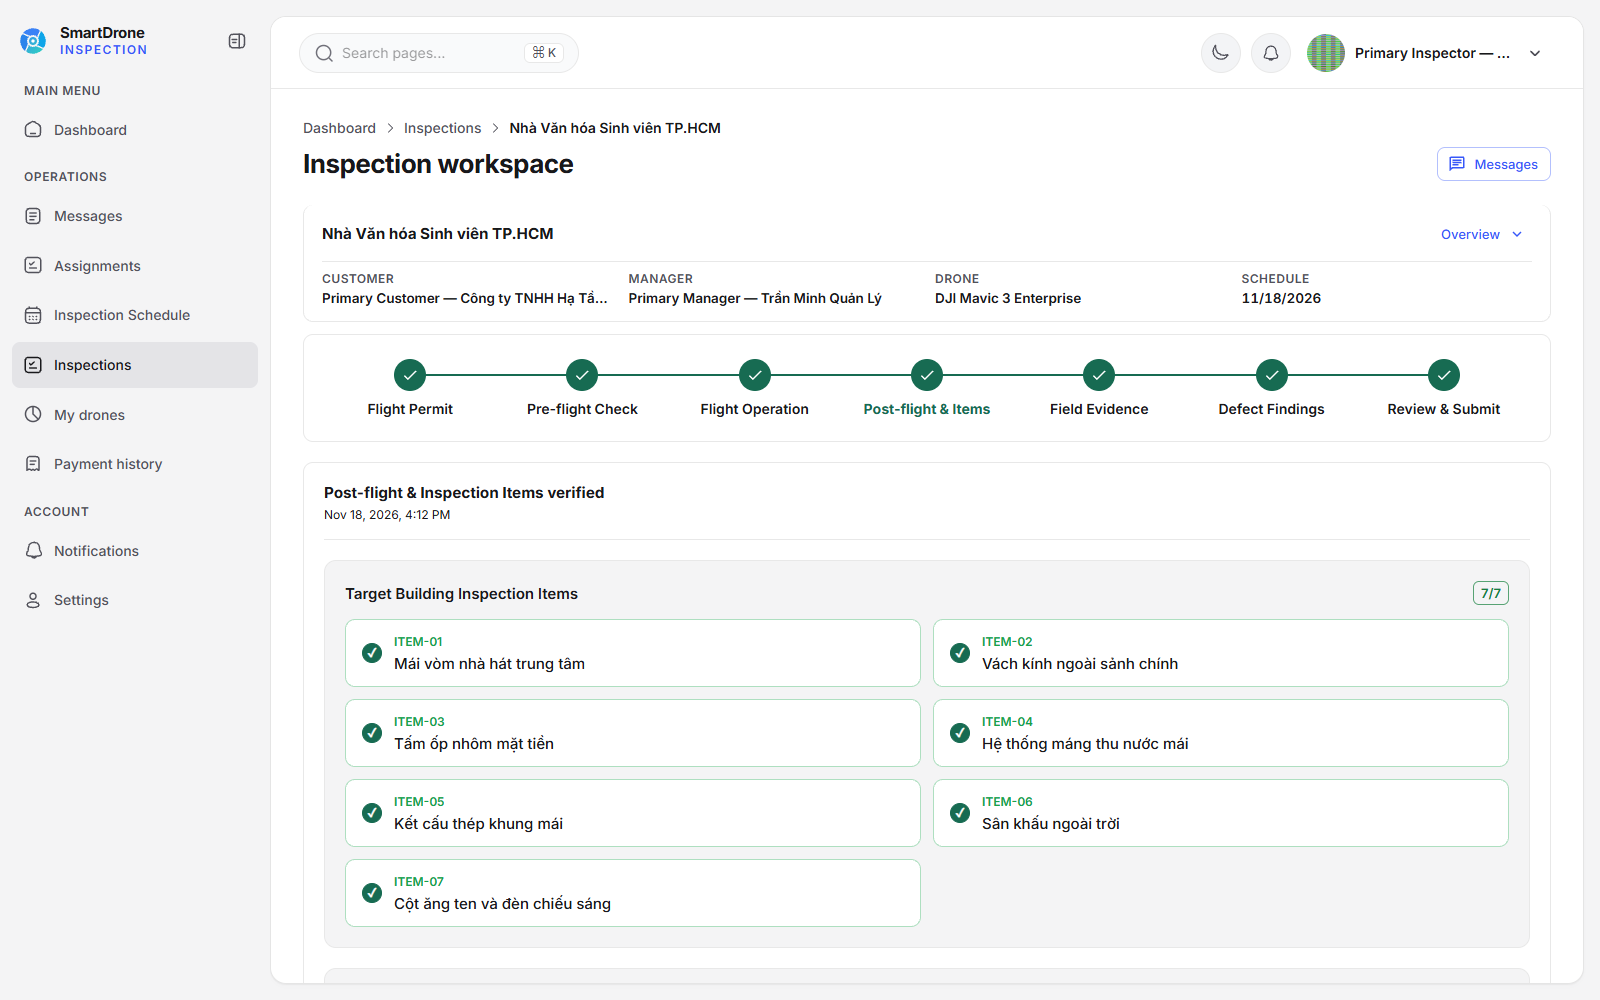 SmartDrone
INSPECTION
MAIN MENU
Dashboard
OPERATIONS
Messages
Assignments
Inspection Schedule
Inspections
My drones
Payment history
ACCOUNT
Notifications
Settings
Search pages...
⌘ K
Primary Inspector — ...
Dashboard > Inspections > Nhà Văn hóa Sinh viên TP.HCM
Inspection workspace
Messages
Nhà Văn hóa Sinh viên TP.HCM
Overview
CUSTOMER
Primary Customer — Công ty TNHH Hạ Tầ...
MANAGER
Primary Manager — Trần Minh Quản Lý
DRONE
DJI Mavic 3 Enterprise
SCHEDULE
11/18/2026
Flight Permit
Pre-flight Check
Flight Operation
Post-flight & Items
Field Evidence
Defect Findings
Review & Submit
Post-flight & Inspection Items verified
Nov 18, 2026, 4:12 PM
Target Building Inspection Items
7/7
ITEM-01
Mái vòm nhà hát trung tâm
ITEM-02
Vách kính ngoài sảnh chính
ITEM-03
Tấm ốp nhôm mặt tiền
ITEM-04
Hệ thống máng thu nước mái
ITEM-05
Kết cấu thép khung mái
ITEM-06
Sân khấu ngoài trời
ITEM-07
Cột ăng ten và đèn chiếu sáng